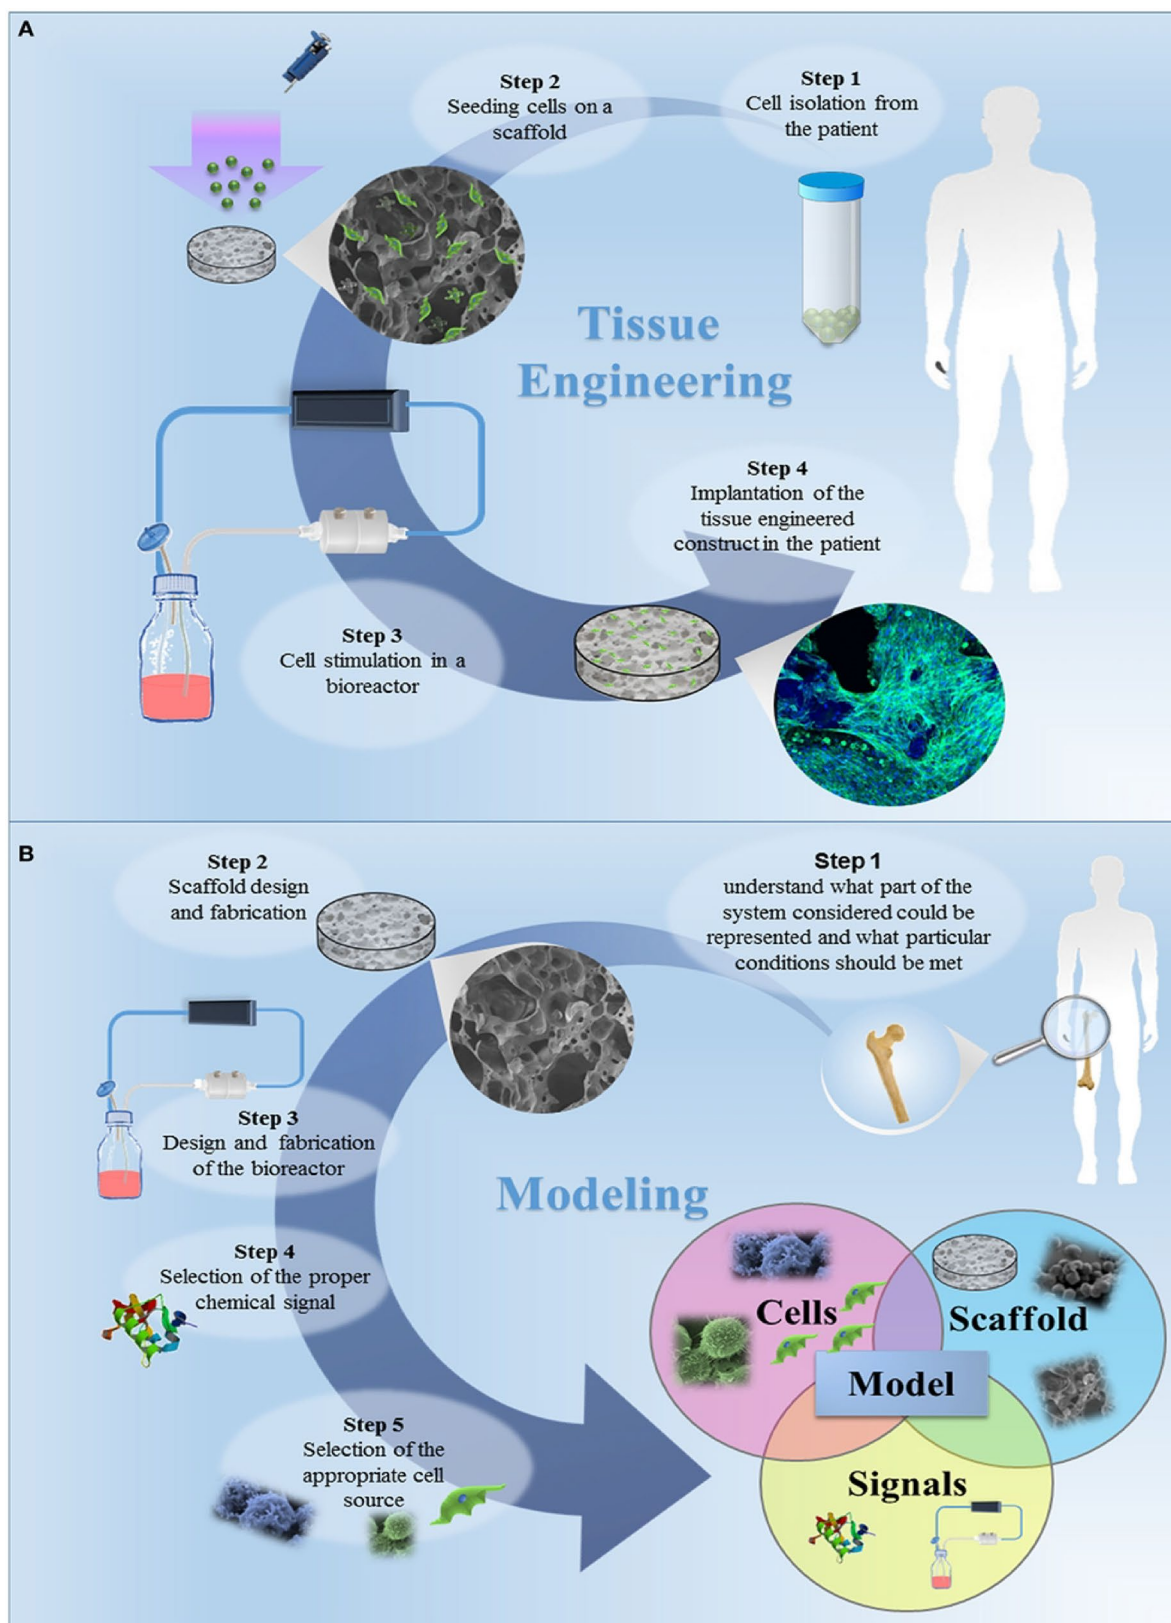 A
Step 2
Seeding cells on a
scaffold
Step 1
Cell isolation from
the patient
Tissue
Engineering
Step 4
Implantation of the
tissue engineered
construct in the patient
Step 3
Cell stimulation in a
bioreactor
B
Step 2
Scaffold design
and fabrication
Step 1
understand what part of the
system considered could be
represented and what particular
conditions should be met
Step 3
Design and fabrication
of the bioreactor
Modeling
Step 4
Selection of the proper
chemical signal
Cells
Scaffold
Model
Step 5
Selection of the
appropriate cell
source
Signals